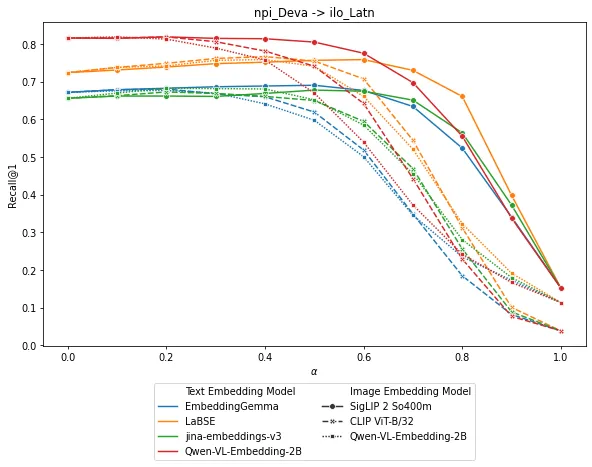 npi_Deva -> ilo_Latn
Recall@1
0.8
0.7
0.6
0.5
0.4
0.3
0.2
0.1
0.0
0.0 0.2 0.4 0.6 0.8 1.0
α
Text Embedding Model
EmbeddingGemma
LaBSE
jina-embeddings-v3
Qwen-VL-Embedding-2B
Image Embedding Model
SigLIP 2 So400m
CLIP ViT-B/32
Qwen-VL-Embedding-2B